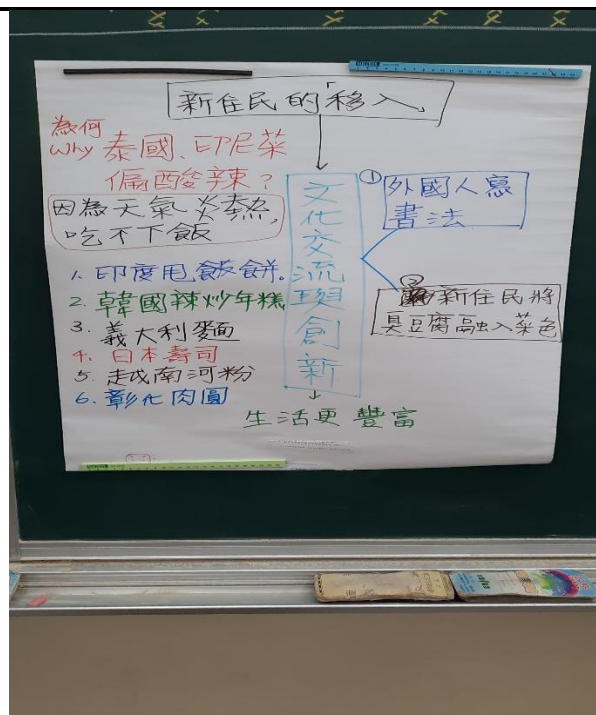 新住民的「移入」
為何
why 泰國、印尼菜
偏酸辣？
因為天氣炎熱，
吃不下飯
1. 印度甩餅。
2. 韓國辣炒年糕
3. 義大利麵
4. 日本壽司
5. 越南河粉
6. 彰化肉圓
文化交流與創新
① 外國人寫
書法
② 新住民將
臭豆腐融入菜色
生活更豐富